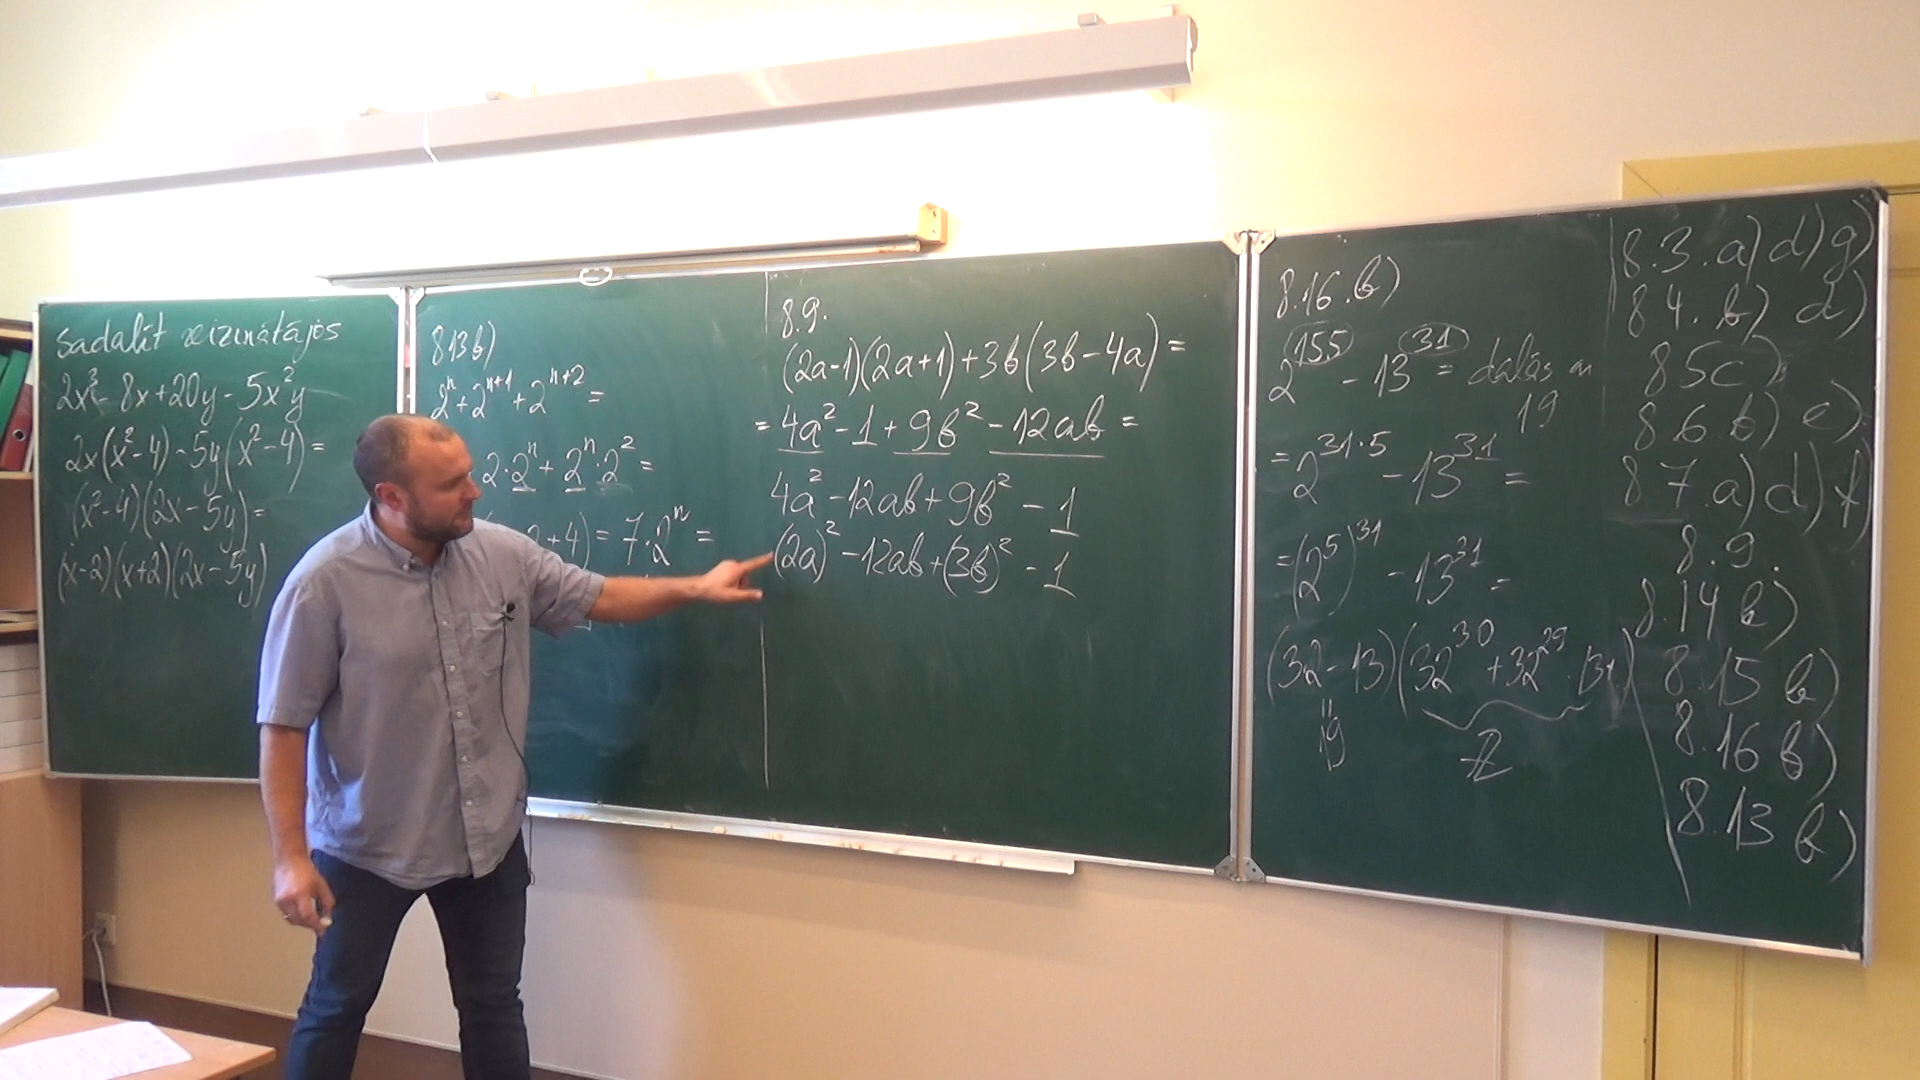 Sadalīt reizinātājos
2x³ - 8x + 20y - 5x²y
2x(x² - 4) - 5y(x² - 4) =
(x² - 4)(2x - 5y) =
(x-2)(x+2)(2x - 5y)
8.13 b)
2ⁿ + 2ⁿ⁺¹ + 2ⁿ⁺² =
2·2ⁿ + 2ⁿ·2² =
2+4) = 7·2ⁿ =
8.9.
(2a-1)(2a+1) + 3b(3b - 4a) =
= 4a² - 1 + 9b² - 12ab =
4a² - 12ab + 9b² - 1
(2a)² - 12ab + (3b)² - 1
8.16.b)
2¹⁵⁵ - 13³¹ = dalās ar
19
= 2³¹·⁵ - 13³¹ =
= (2⁵)³¹ - 13³¹ =
(32 - 13)(32³⁰ + 32²⁹·13+)
19
8.3. a) d) g)
8.4. b) d)
8.5 c)
8.6. b) e)
8.7. a) d) f)
8.9.
8.14 b)
8.15 b)
8.16 b)
8.13 b)